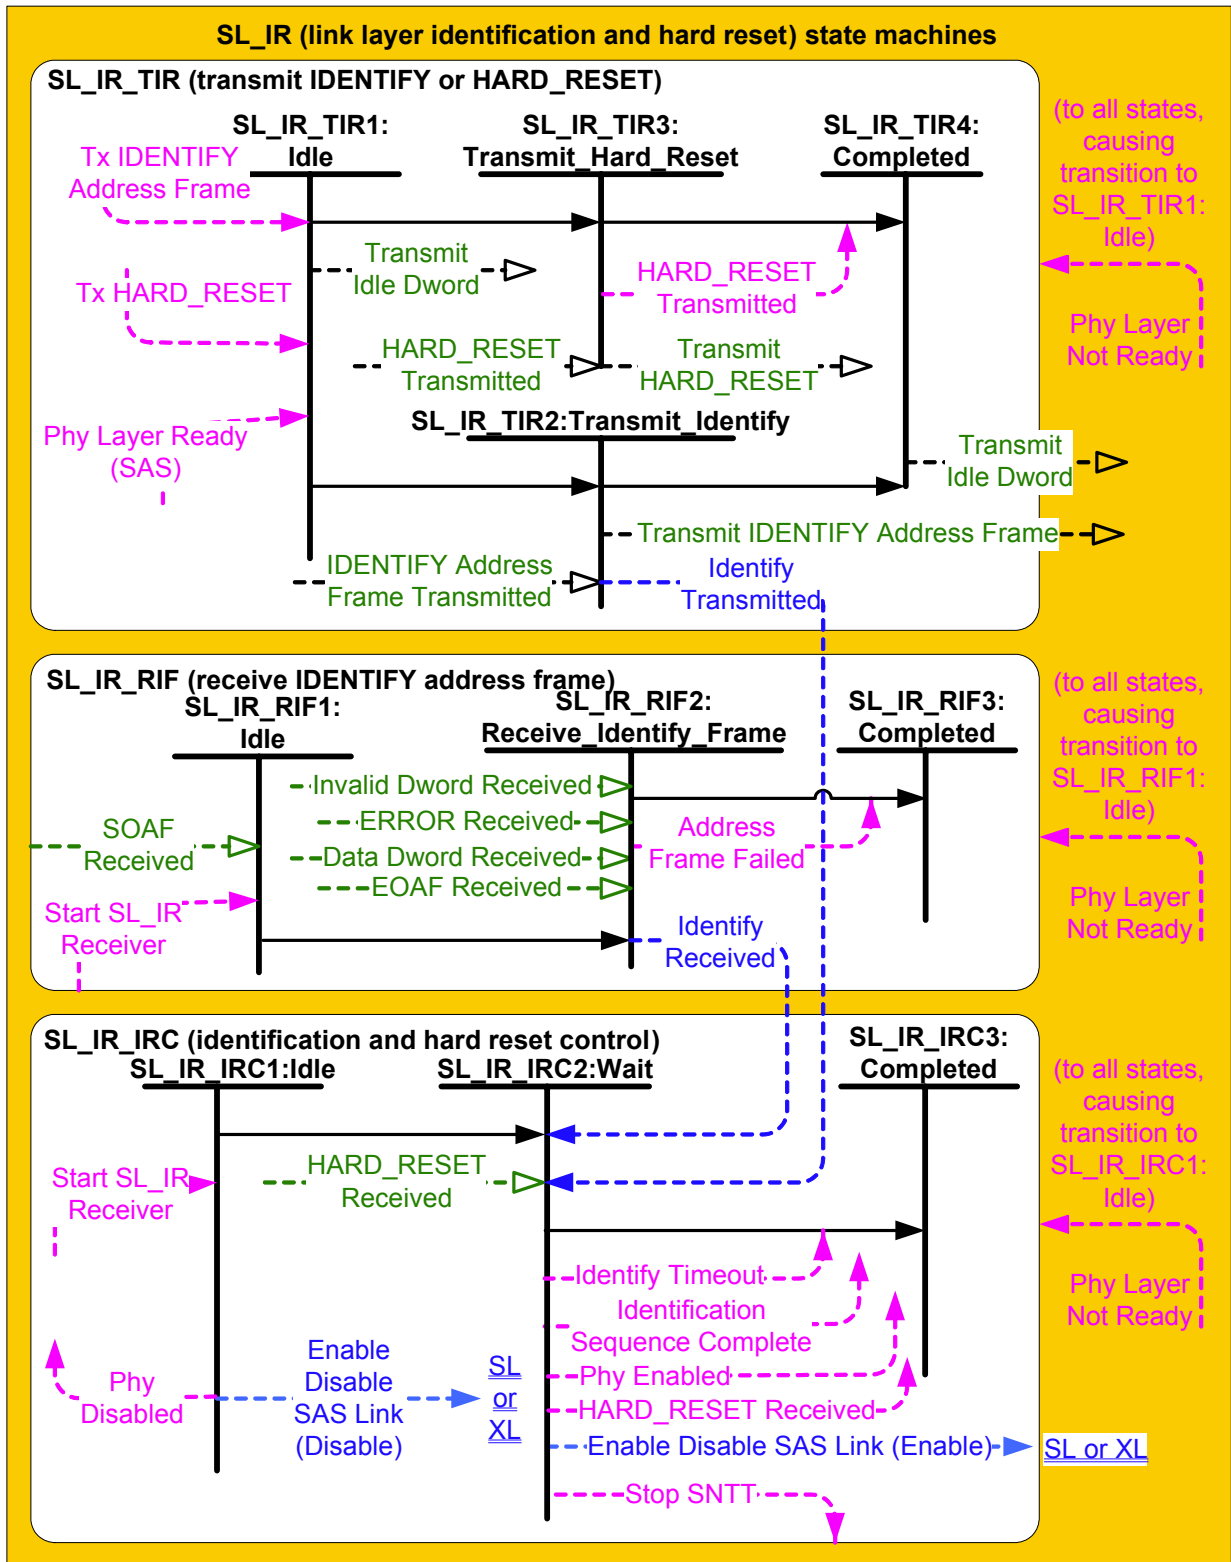 SL_IR (link layer identification and hard reset) state machines
SL_IR_TIR (transmit IDENTIFY or HARD_RESET)
SL_IR_TIR1:
Idle
SL_IR_TIR3:
Transmit_Hard_Reset
SL_IR_TIR4:
Completed
(to all states,
causing
transition to
SL_IR_TIR1:
Idle)
Tx IDENTIFY
Address Frame
Transmit
Idle Dword
HARD_RESET
Transmitted
Tx HARD_RESET
Phy Layer
Not Ready
HARD_RESET
Transmitted
Transmit
HARD_RESET
SL_IR_TIR2:Transmit_Identify
Phy Layer Ready
(SAS)
Transmit
Idle Dword
Transmit IDENTIFY Address Frame
IDENTIFY Address
Frame Transmitted
Identify
Transmitted
SL_IR_RIF (receive IDENTIFY address frame)
SL_IR_RIF1:
Idle
SL_IR_RIF2:
Receive_Identify_Frame
SL_IR_RIF3:
Completed
(to all states,
causing
transition to
SL_IR_RIF1:
Idle)
Invalid Dword Received
ERROR Received
Data Dword Received
EOAF Received
SOAF
Received
Address
Frame Failed
Start SL_IR
Receiver
Identify
Received
Phy Layer
Not Ready
SL_IR_IRC (identification and hard reset control)
SL_IR_IRC1:Idle
SL_IR_IRC2:Wait
SL_IR_IRC3:
Completed
(to all states,
causing
transition to
SL_IR_IRC1:
Idle)
Start SL_IR
Receiver
HARD_RESET
Received
Identify Timeout
Identification
Sequence Complete
Phy Layer
Not Ready
Phy
Disabled
Enable
Disable
SAS Link
(Disable)
SL
or
XL
Phy Enabled
HARD_RESET Received
Enable Disable SAS Link (Enable)
SL or XL
Stop SNTT